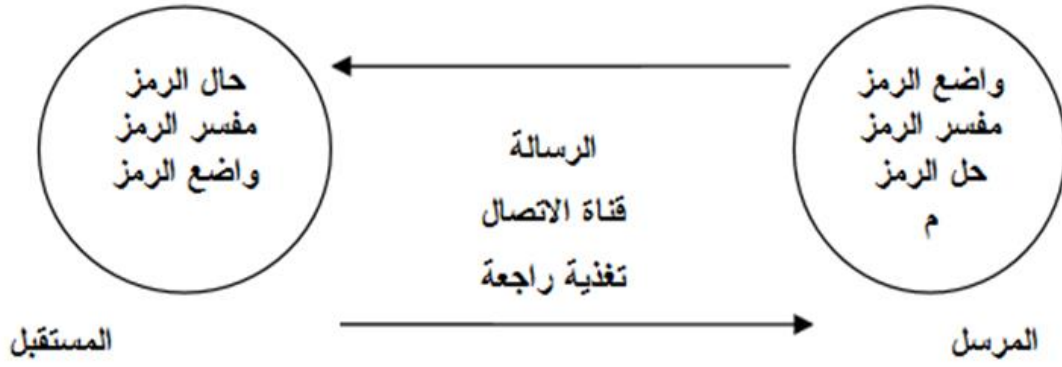 واضع الرمز
مفسر الرمز
حل الرمز
م
الرسالة
قناة الاتصال
تغذية راجعة
حال الرمز
مفسر الرمز
واضع الرمز
المرسل
المستقبل